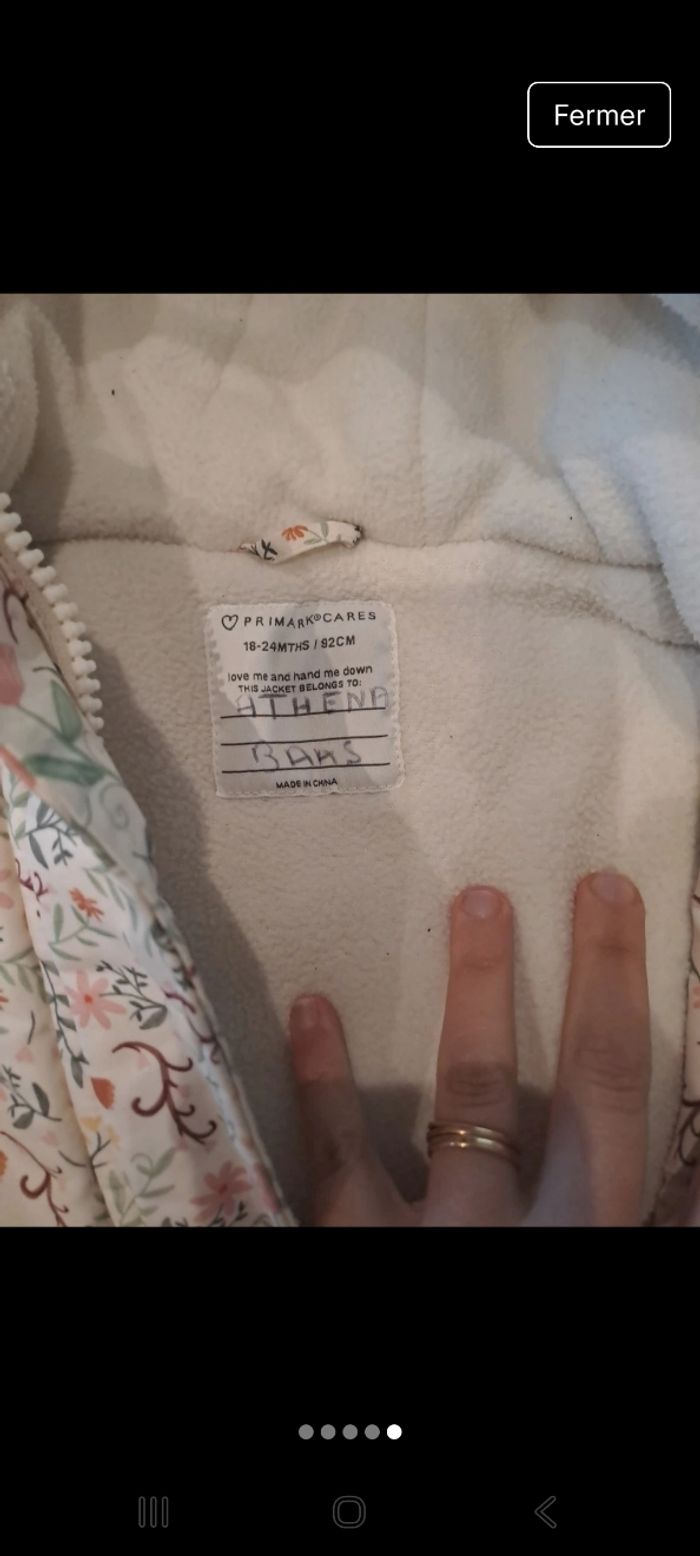 Fermer
PRIMARK®CARES
18-24MTHS / 92CM
love me and hand me down
THIS JACKET BELONGS TO:
ATHENA
MADE IN CHINA